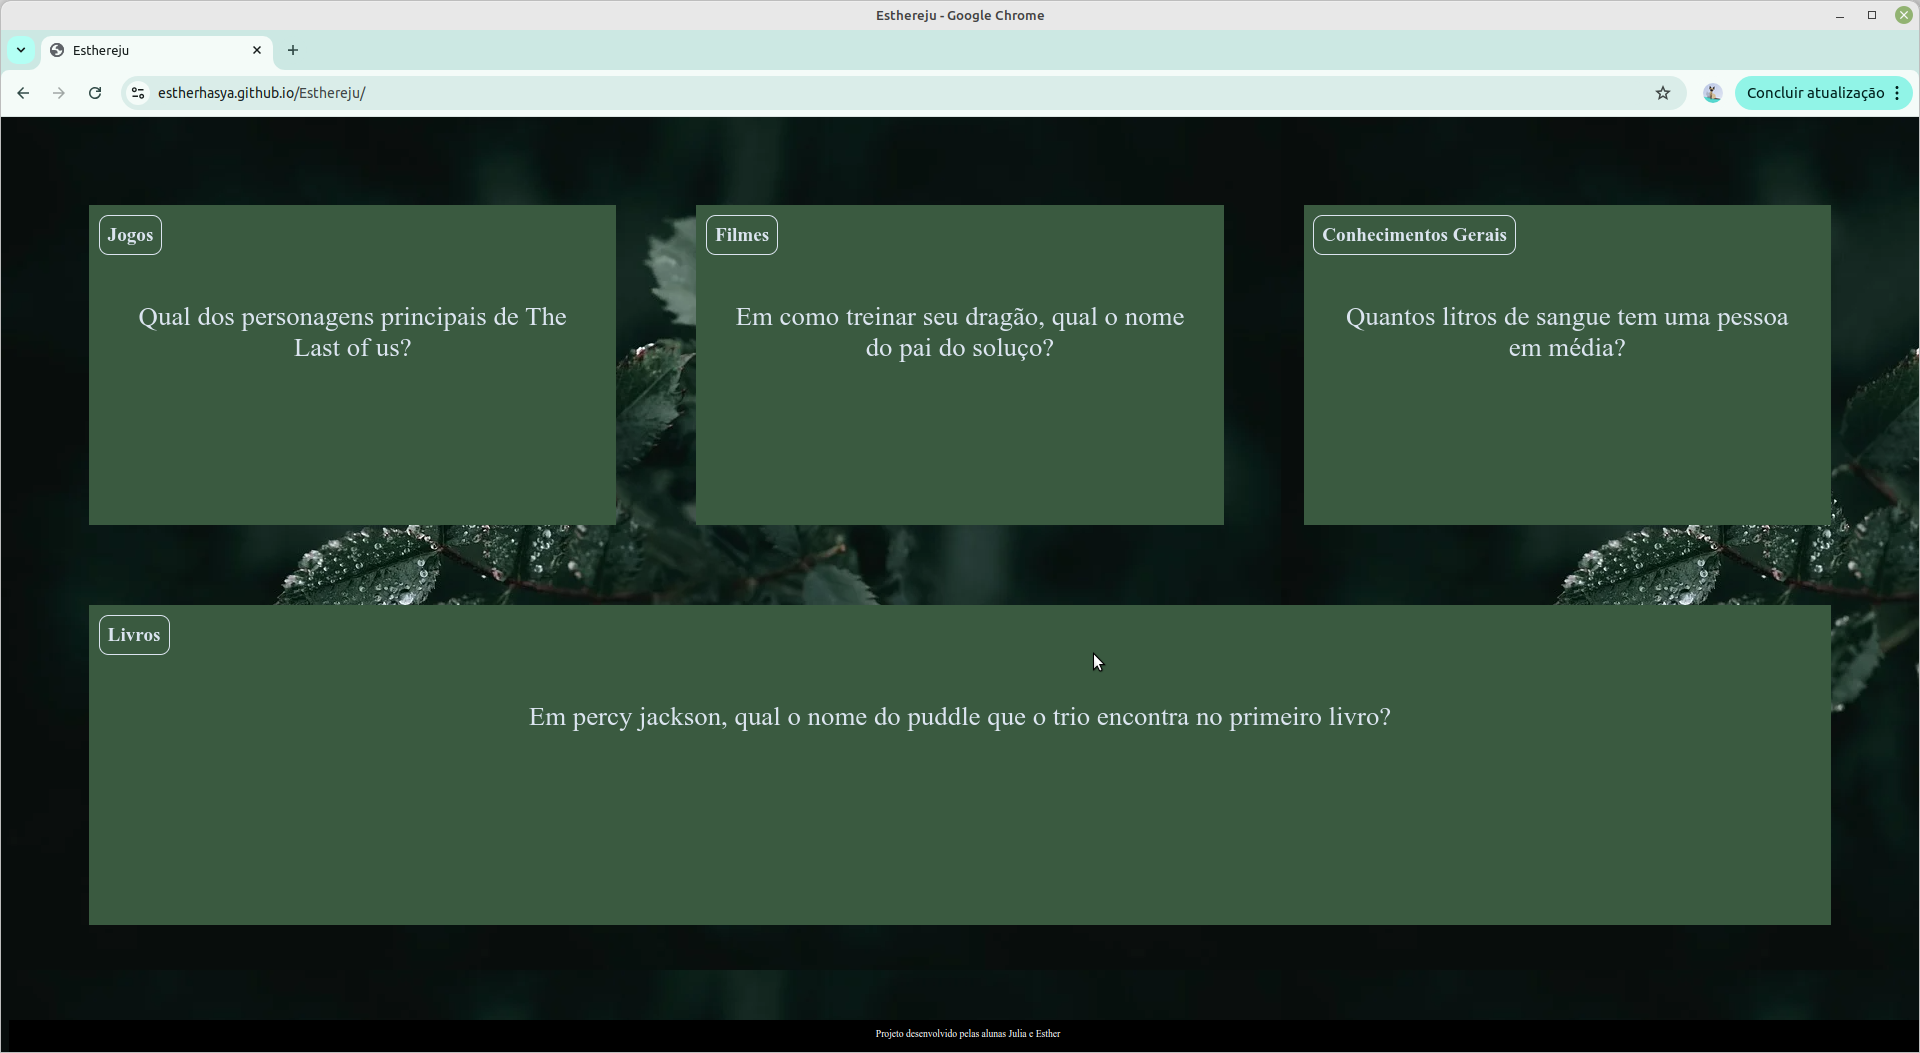 Esthereju - Google Chrome
Esthereju
estherhasya.github.io/Esthereju/
Concluir atualização
Jogos
Qual dos personagens principais de The
Last of us?
Filmes
Em como treinar seu dragão, qual o nome
do pai do soluço?
Conhecimentos Gerais
Quantos litros de sangue tem uma pessoa
em média?
Livros
Em percy jackson, qual o nome do puddle que o trio encontra no primeiro livro?
Projeto desenvolvido pelas alunas Julia e Esther